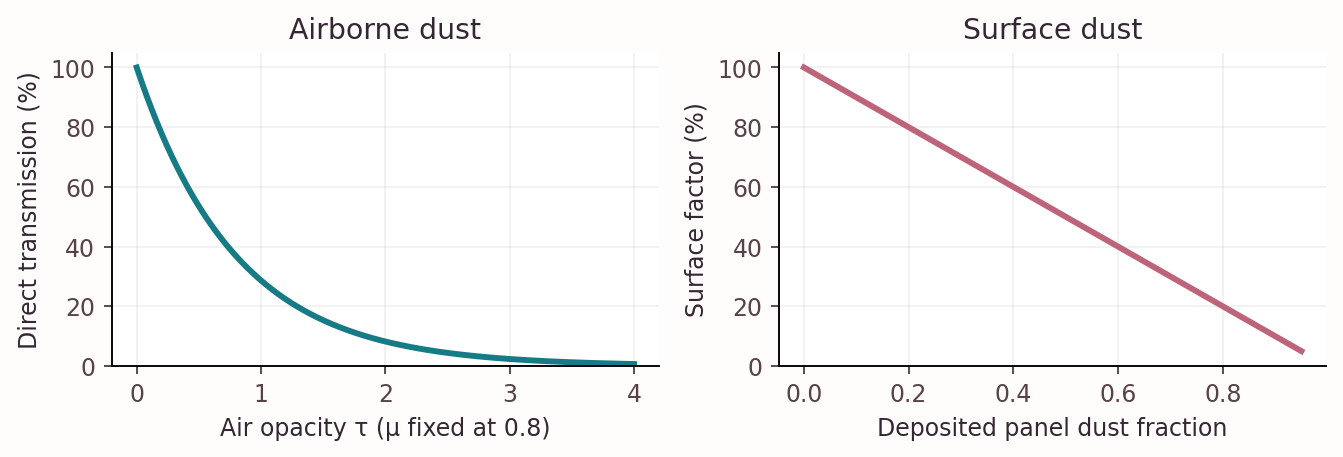 Airborne dust
Direct transmission (%)
100
80
60
40
20
0
0 1 2 3 4
Air opacity τ (μ fixed at 0.8)
Surface dust
Surface factor (%)
100
80
60
40
20
0
0.0 0.2 0.4 0.6 0.8
Deposited panel dust fraction